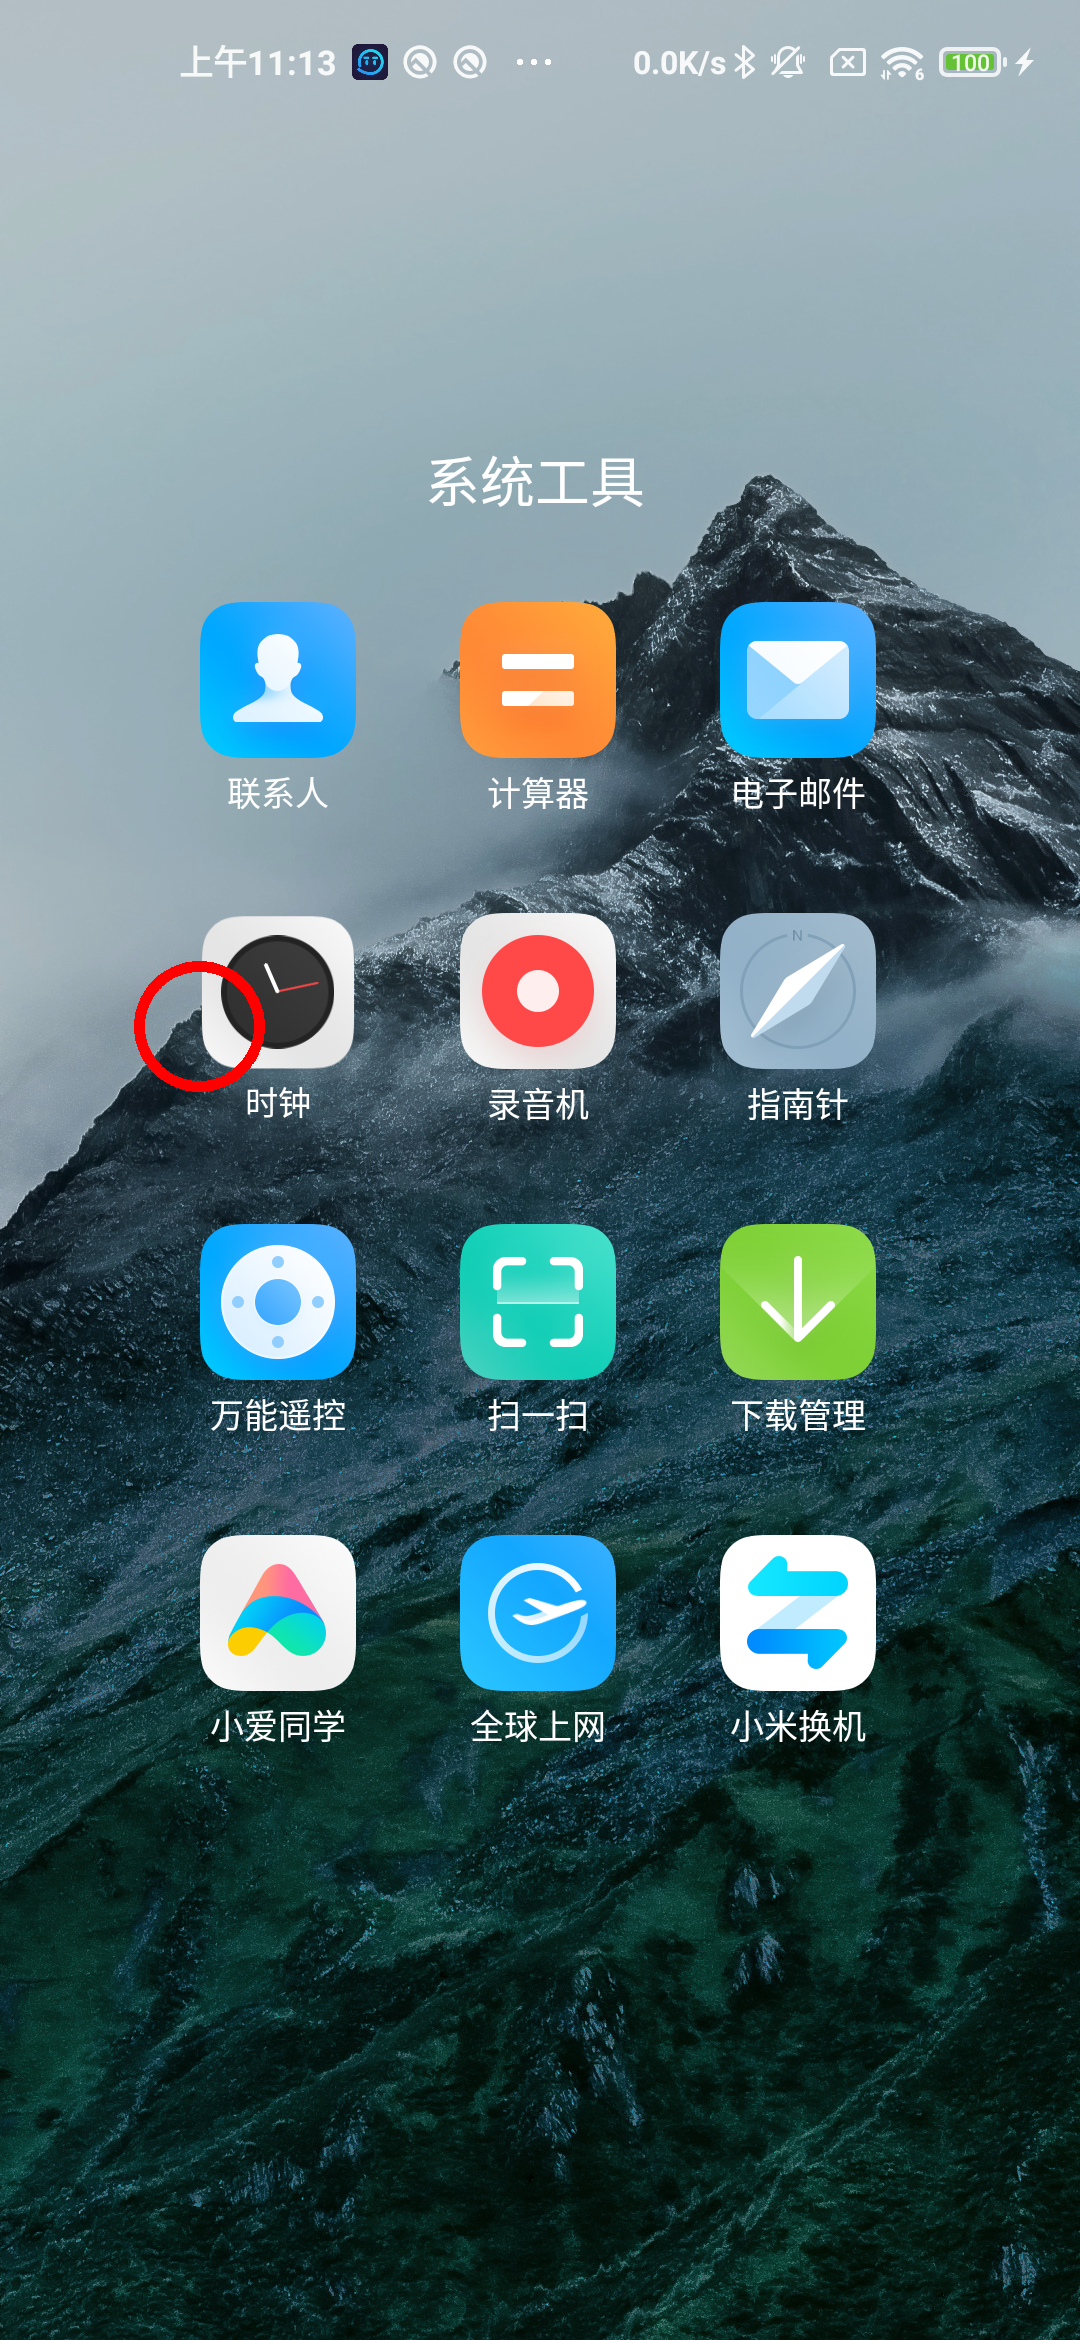 上午11:13 ... 0.0K/s 6 100
系统工具
联系人 计算器 电子邮件
N
时钟 录音机 指南针
万能遥控 扫一扫 下载管理
小爱同学 全球上网 小米换机